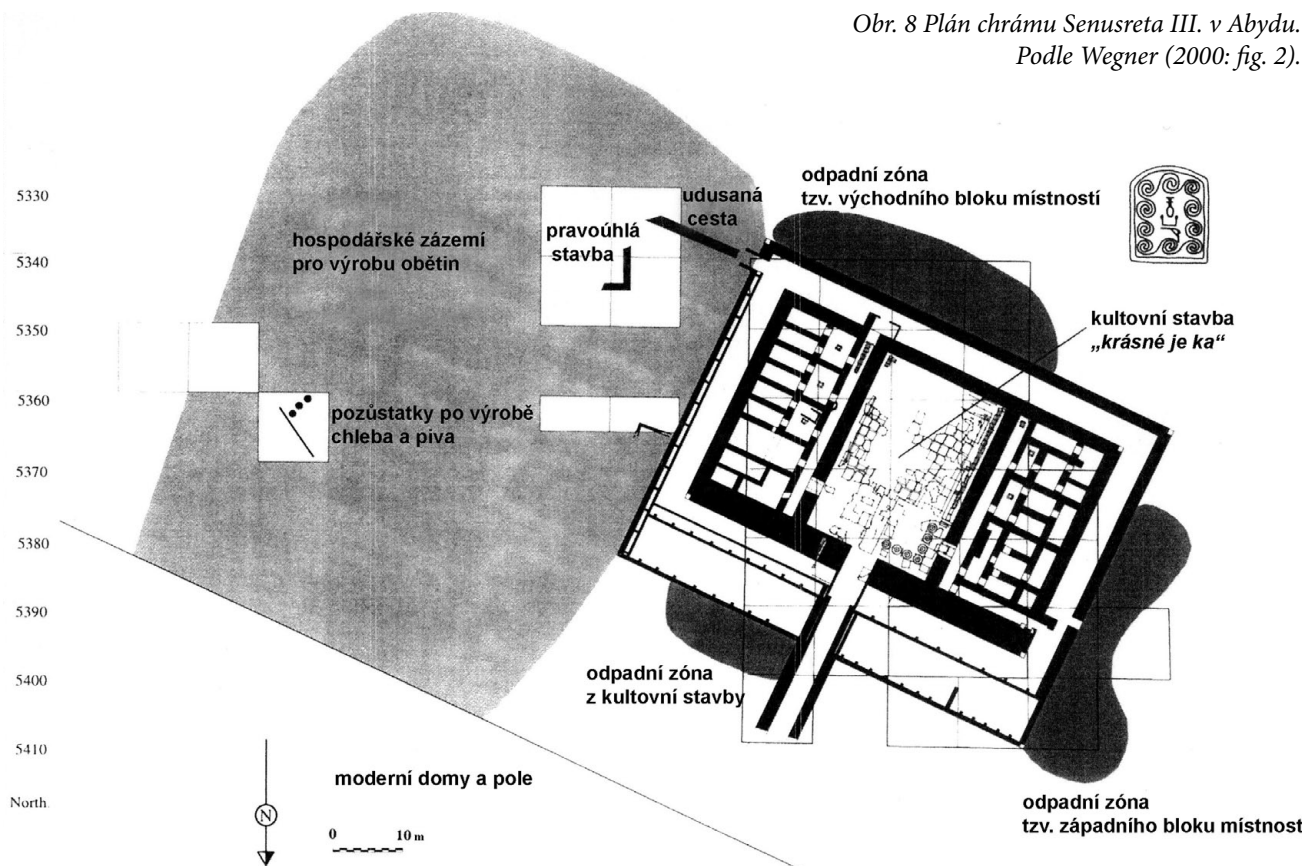 Obr. 8 Plán chrámu Senusreta III. v Abydu.
Podle Wegner (2000: fig. 2).
odpadní zóna
tzv. východního bloku místností
5330
udusaná
cesta
pravoúhlá
stavba
hospodářské zázemí
pro výrobu obětin
5340
5350
kultovní stavba
„krásné je ka“
5360
pozůstatky po výrobě
chleba a piva
5370
5380
5390
odpadní zóna
z kultovní stavby
5400
5410
moderní domy a pole
North
N
0 10 m
odpadní zóna
tzv. západního bloku místnost